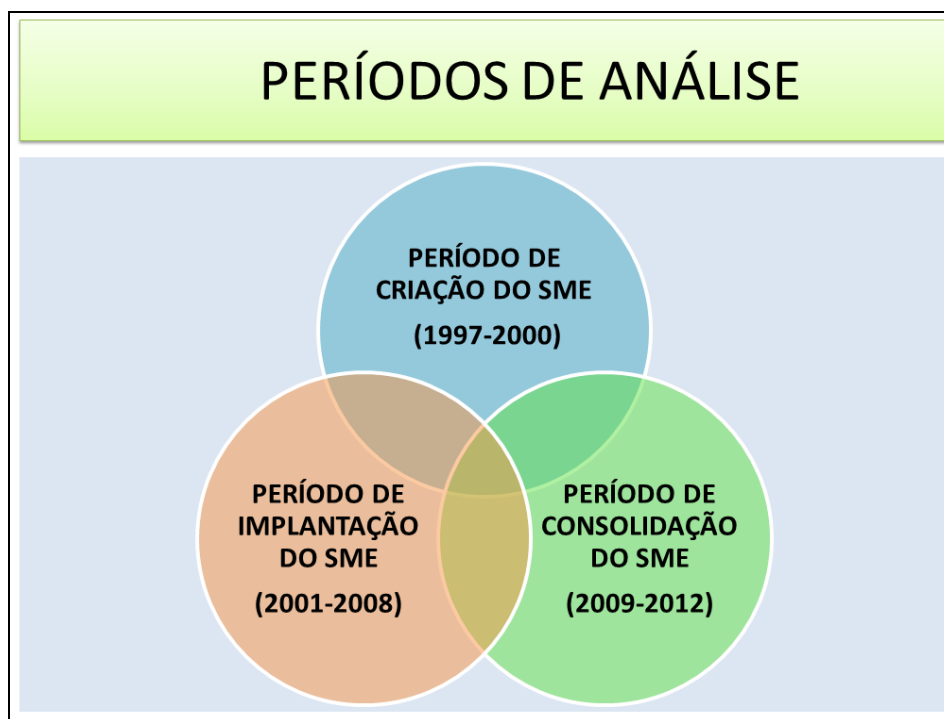 PERÍODOS DE ANÁLISE
PERÍODO DE
CRIAÇÃO DO SME
(1997-2000)
PERÍODO DE
IMPLANTAÇÃO
DO SME
(2001-2008)
PERÍODO DE
CONSOLIDAÇÃO
DO SME
(2009-2012)